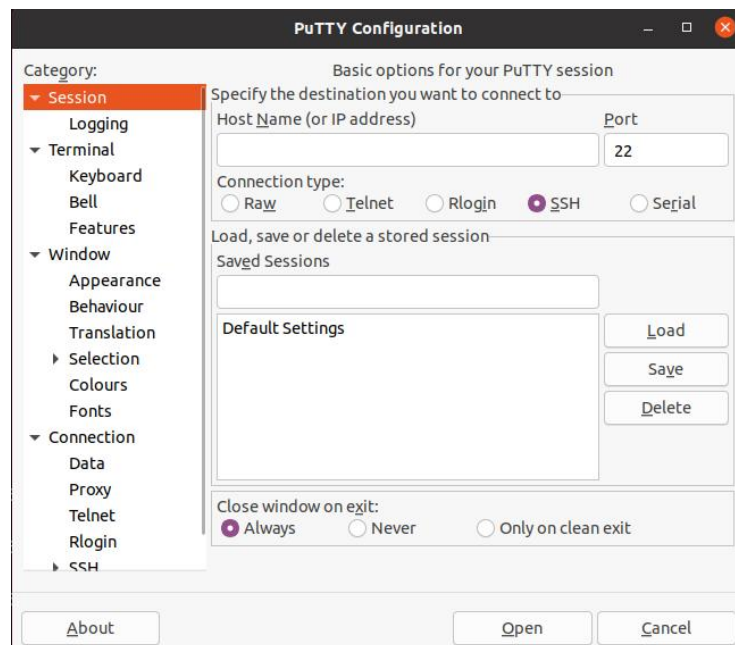 PuTTY Configuration
Category:
Session
Logging
Terminal
Keyboard
Bell
Features
Window
Appearance
Behaviour
Translation
Selection
Colours
Fonts
Connection
Data
Proxy
Telnet
Rlogin
SSH
Basic options for your PuTTY session
Specify the destination you want to connect to
Host Name (or IP address) Port
22
Connection type:
Raw Telnet Rlogin SSH Serial
Load, save or delete a stored session
Saved Sessions
Default Settings
Load
Save
Delete
Close window on exit:
Always Never Only on clean exit
About Open Cancel